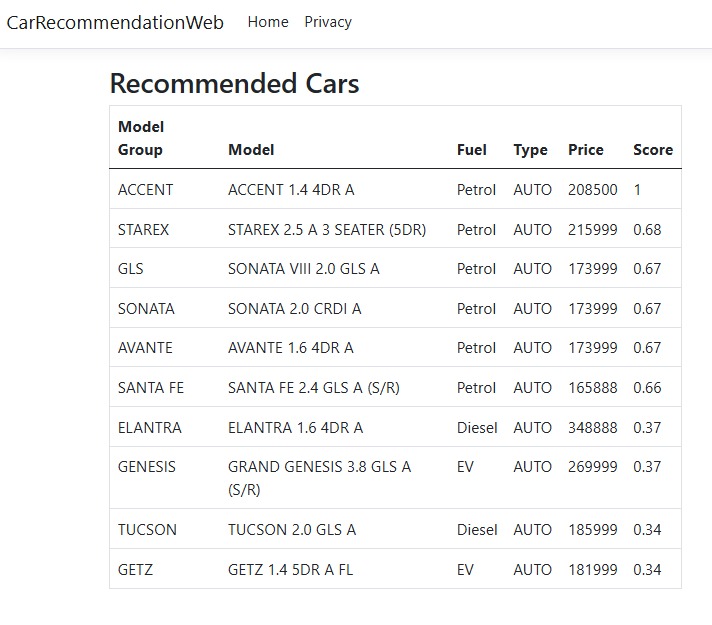 CarRecommendationWeb Home Privacy
Recommended Cars
Model Group Model Fuel Type Price Score
ACCENT ACCENT 1.4 4DR A Petrol AUTO 208500 1
STAREX STAREX 2.5 A 3 SEATER (5DR) Petrol AUTO 215999 0.68
GLS SONATA VIII 2.0 GLS A Petrol AUTO 173999 0.67
SONATA SONATA 2.0 CRDI A Petrol AUTO 173999 0.67
AVANTE AVANTE 1.6 4DR A Petrol AUTO 173999 0.67
SANTA FE SANTA FE 2.4 GLS A (S/R) Petrol AUTO 165888 0.66
ELANTRA ELANTRA 1.6 4DR A Diesel AUTO 348888 0.37
GENESIS GRAND GENESIS 3.8 GLS A (S/R) EV AUTO 269999 0.37
TUCSON TUCSON 2.0 GLS A Diesel AUTO 185999 0.34
GETZ GETZ 1.4 5DR A FL EV AUTO 181999 0.34